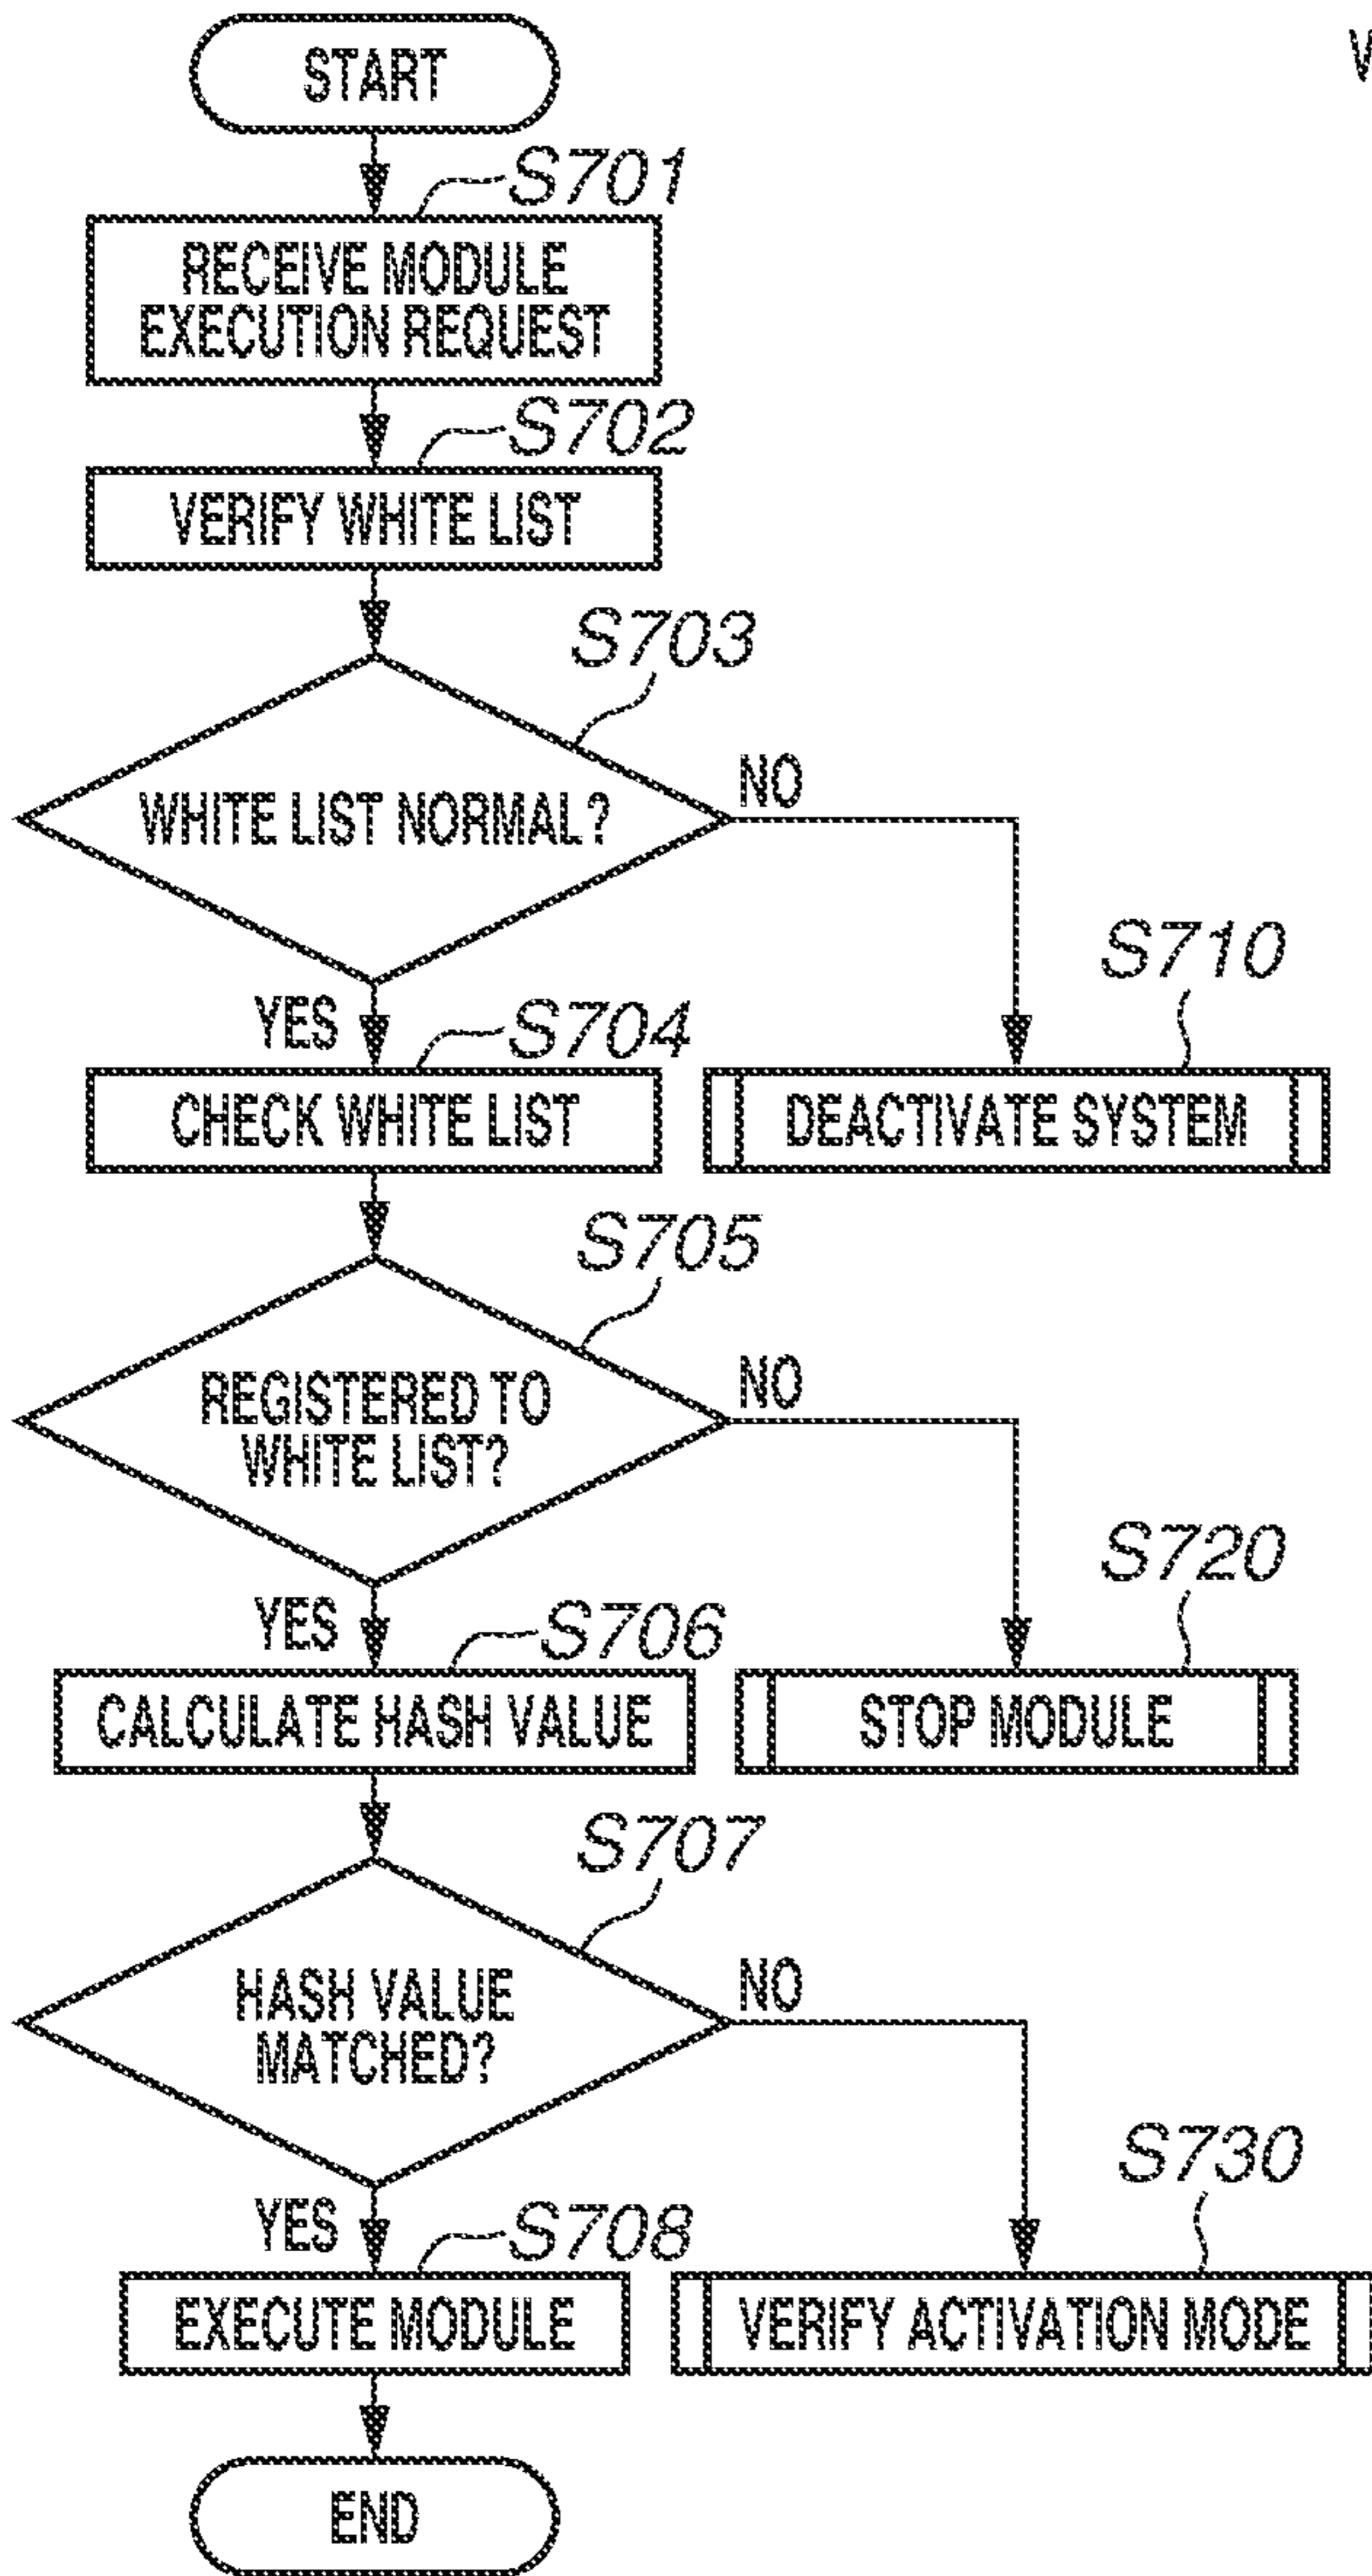 START
S701
RECEIVE MODULE
EXECUTION REQUEST
S702
VERIFY WHITE LIST
S703
WHITE LIST NORMAL?
NO
YES
S704
S710
CHECK WHITE LIST
DEACTIVATE SYSTEM
S705
REGISTERED TO
WHITE LIST?
NO
YES
S706
S720
CALCULATE HASH VALUE
STOP MODULE
S707
HASH VALUE
MATCHED?
NO
YES
S708
S730
EXECUTE MODULE
VERIFY ACTIVATION MODE
END